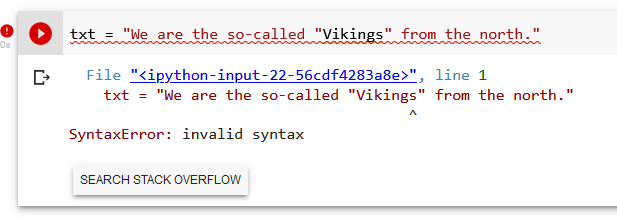 txt = "We are the so-called "Vikings" from the north."
0s
File "<ipython-input-22-56cdf4283a8e>", line 1
txt = "We are the so-called "Vikings" from the north."
^
SyntaxError: invalid syntax
SEARCH STACK OVERFLOW